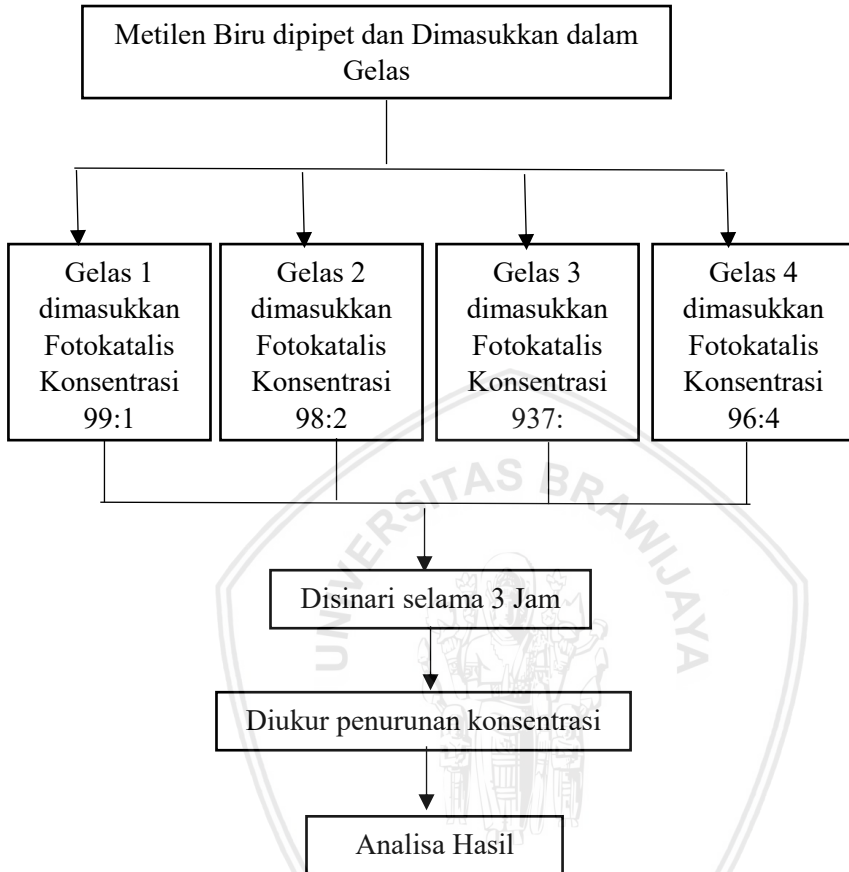 Metilen Biru dipipet dan Dimasukkan dalam
Gelas
Gelas 1
dimasukkan
Fotokatalis
Konsentrasi
99:1
Gelas 2
dimasukkan
Fotokatalis
Konsentrasi
98:2
Gelas 3
dimasukkan
Fotokatalis
Konsentrasi
937:
Gelas 4
dimasukkan
Fotokatalis
Konsentrasi
96:4
UNIVERSITAS BRAWIJAYA
Disinari selama 3 Jam
Diukur penurunan konsentrasi
Analisa Hasil